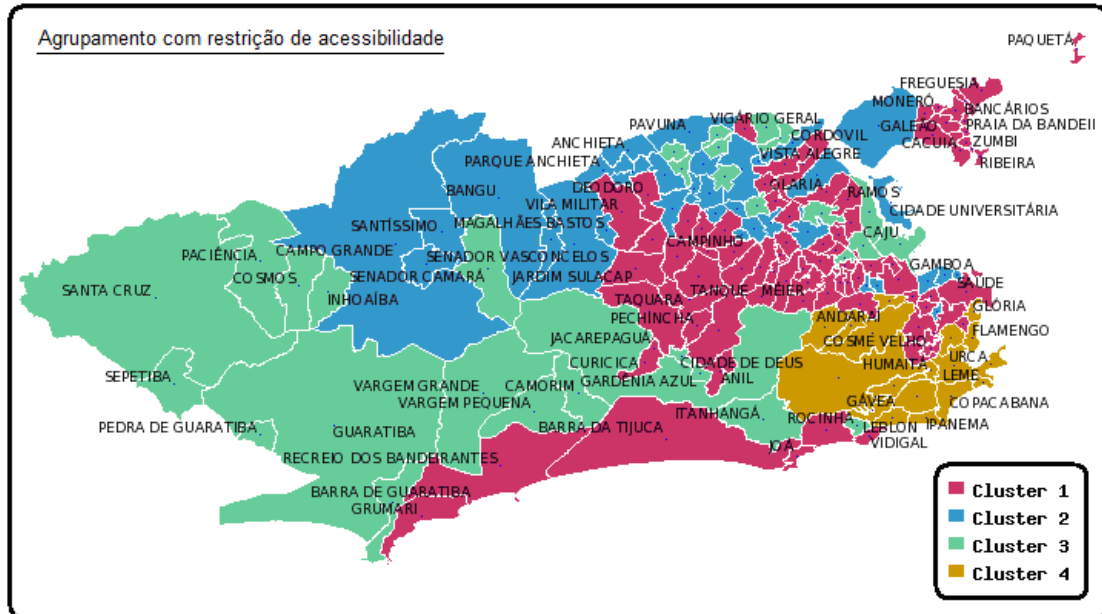 Agrupamento com restrição de acessibilidade
PAQUETÁ
FREGUESIA
MONERÓ
BANCÁRIOS
VIGÁRIO GERAL
PAVUNA
GALEÃO
PRAIA DA BANDEII
CORDOVIL
ANCHIETA
CACUIA
ZUMBI
VISTA ALEGRE
PARQUE ANCHIETA
RIBEIRA
DEODORO
OLARIA
BANGU
RAMOS
VILA MILITAR
CIDADE UNIVERSITÁRIA
SANTÍSSIMO
MAGALHÃES BASTOS
CAJU
CAMPINHO
CAMPO GRANDE
PACIÊNCIA
SENADOR VASCONCELOS
GAMBOA
COSMOS
SENADOR CAMARÁ
JARDIM SULACAP
SAÚDE
SANTA CRUZ
TANQUE
MÉIER
INHOAÍBA
TAQUARA
GLÓRIA
PECHINCHA
ANDARAÍ
FLAMENGO
JACAREPAGUÁ
COSME VELHO
CURICICA
CIDADE DE DEUS
HUMAITÁ
URCA
SEPETIBA
GARDÊNIA AZUL
ANIL
LEME
VARGEM GRANDE
CAMORIM
GÁVEA
COPACABANA
VARGEM PEQUENA
ITANHANGÁ
ROCINHA
PEDRA DE GUARATIBA
GUARATIBA
BARRA DA TIJUCA
LEBLON
IPANEMA
JOÁ
VIDIGAL
RECREIO DOS BANDEIRANTES
BARRA DE GUARATIBA
GRUMARI
Cluster 1
Cluster 2
Cluster 3
Cluster 4